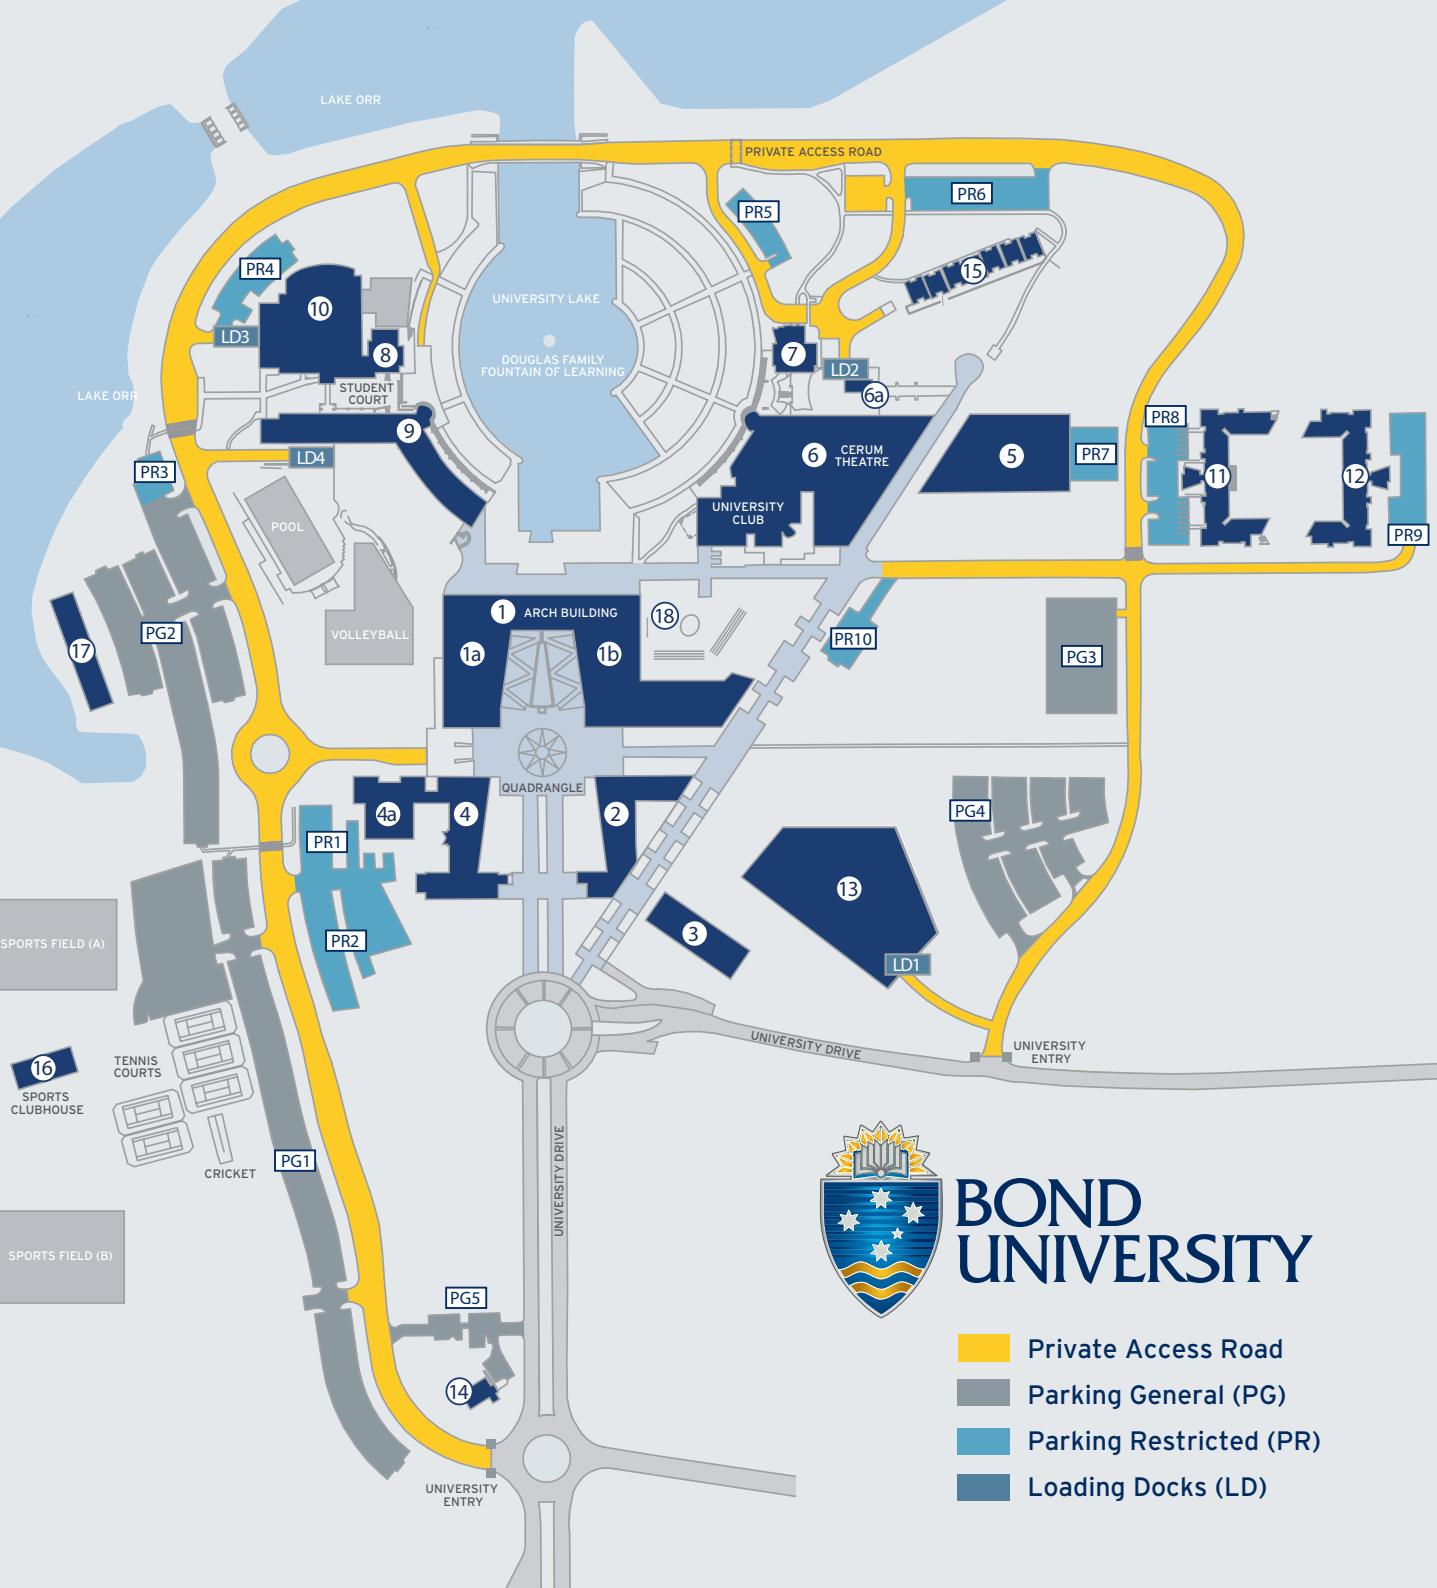 LAKE ORR
PRIVATE ACCESS ROAD
PR6
PR5
PR4
15
UNIVERSITY LAKE
10
LD3
8
7
DOUGLAS FAMILY
FOUNTAIN OF LEARNING
LD2
STUDENT
COURT
LAKE ORR
6a
PR8
9
6
CERUM
THEATRE
5
PR7
LD4
PR3
11
12
UNIVERSITY
CLUB
POOL
PR9
1
ARCH BUILDING
18
PG2
VOLLEYBALL
PR10
17
1a
1b
PG3
QUADRANGLE
4a
4
2
PG4
PR1
13
3
PR2
SPORTS FIELD (A)
LD1
UNIVERSITY DRIVE
UNIVERSITY
ENTRY
TENNIS
COURTS
16
SPORTS
CLUBHOUSE
PG1
CRICKET
UNIVERSITY DRIVE
BOND
UNIVERSITY
SPORTS FIELD (B)
PG5
14
UNIVERSITY
ENTRY
Private Access Road
Parking General (PG)
Parking Restricted (PR)
Loading Docks (LD)